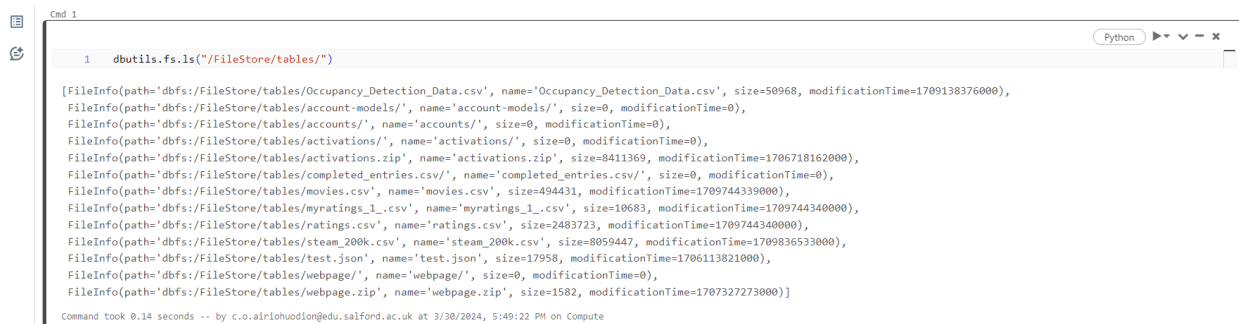 Cmd 1
Python
1 dbutils.fs.ls("/FileStore/tables/")
[FileInfo(path='dbfs:/FileStore/tables/Occupancy_Detection_Data.csv', name='Occupancy_Detection_Data.csv', size=50968, modificationTime=1709138376000),
FileInfo(path='dbfs:/FileStore/tables/account-models/', name='account-models/', size=0, modificationTime=0),
FileInfo(path='dbfs:/FileStore/tables/accounts/', name='accounts/', size=0, modificationTime=0),
FileInfo(path='dbfs:/FileStore/tables/activations/', name='activations/', size=0, modificationTime=0),
FileInfo(path='dbfs:/FileStore/tables/activations.zip', name='activations.zip', size=8411369, modificationTime=1706718162000),
FileInfo(path='dbfs:/FileStore/tables/completed_entries.csv/', name='completed_entries.csv/', size=0, modificationTime=0),
FileInfo(path='dbfs:/FileStore/tables/movies.csv', name='movies.csv', size=494431, modificationTime=1709744339000),
FileInfo(path='dbfs:/FileStore/tables/myratings_1_.csv', name='myratings_1_.csv', size=10683, modificationTime=1709744340000),
FileInfo(path='dbfs:/FileStore/tables/ratings.csv', name='ratings.csv', size=2483723, modificationTime=1709744340000),
FileInfo(path='dbfs:/FileStore/tables/steam_200k.csv', name='steam_200k.csv', size=8059447, modificationTime=1709836533000),
FileInfo(path='dbfs:/FileStore/tables/test.json', name='test.json', size=17958, modificationTime=1706113821000),
FileInfo(path='dbfs:/FileStore/tables/webpage/', name='webpage/', size=0, modificationTime=0),
FileInfo(path='dbfs:/FileStore/tables/webpage.zip', name='webpage.zip', size=1582, modificationTime=1707327273000)]
Command took 0.14 seconds -- by c.o.airiohuodion@edu.salford.ac.uk at 3/30/2024, 5:49:22 PM on Compute